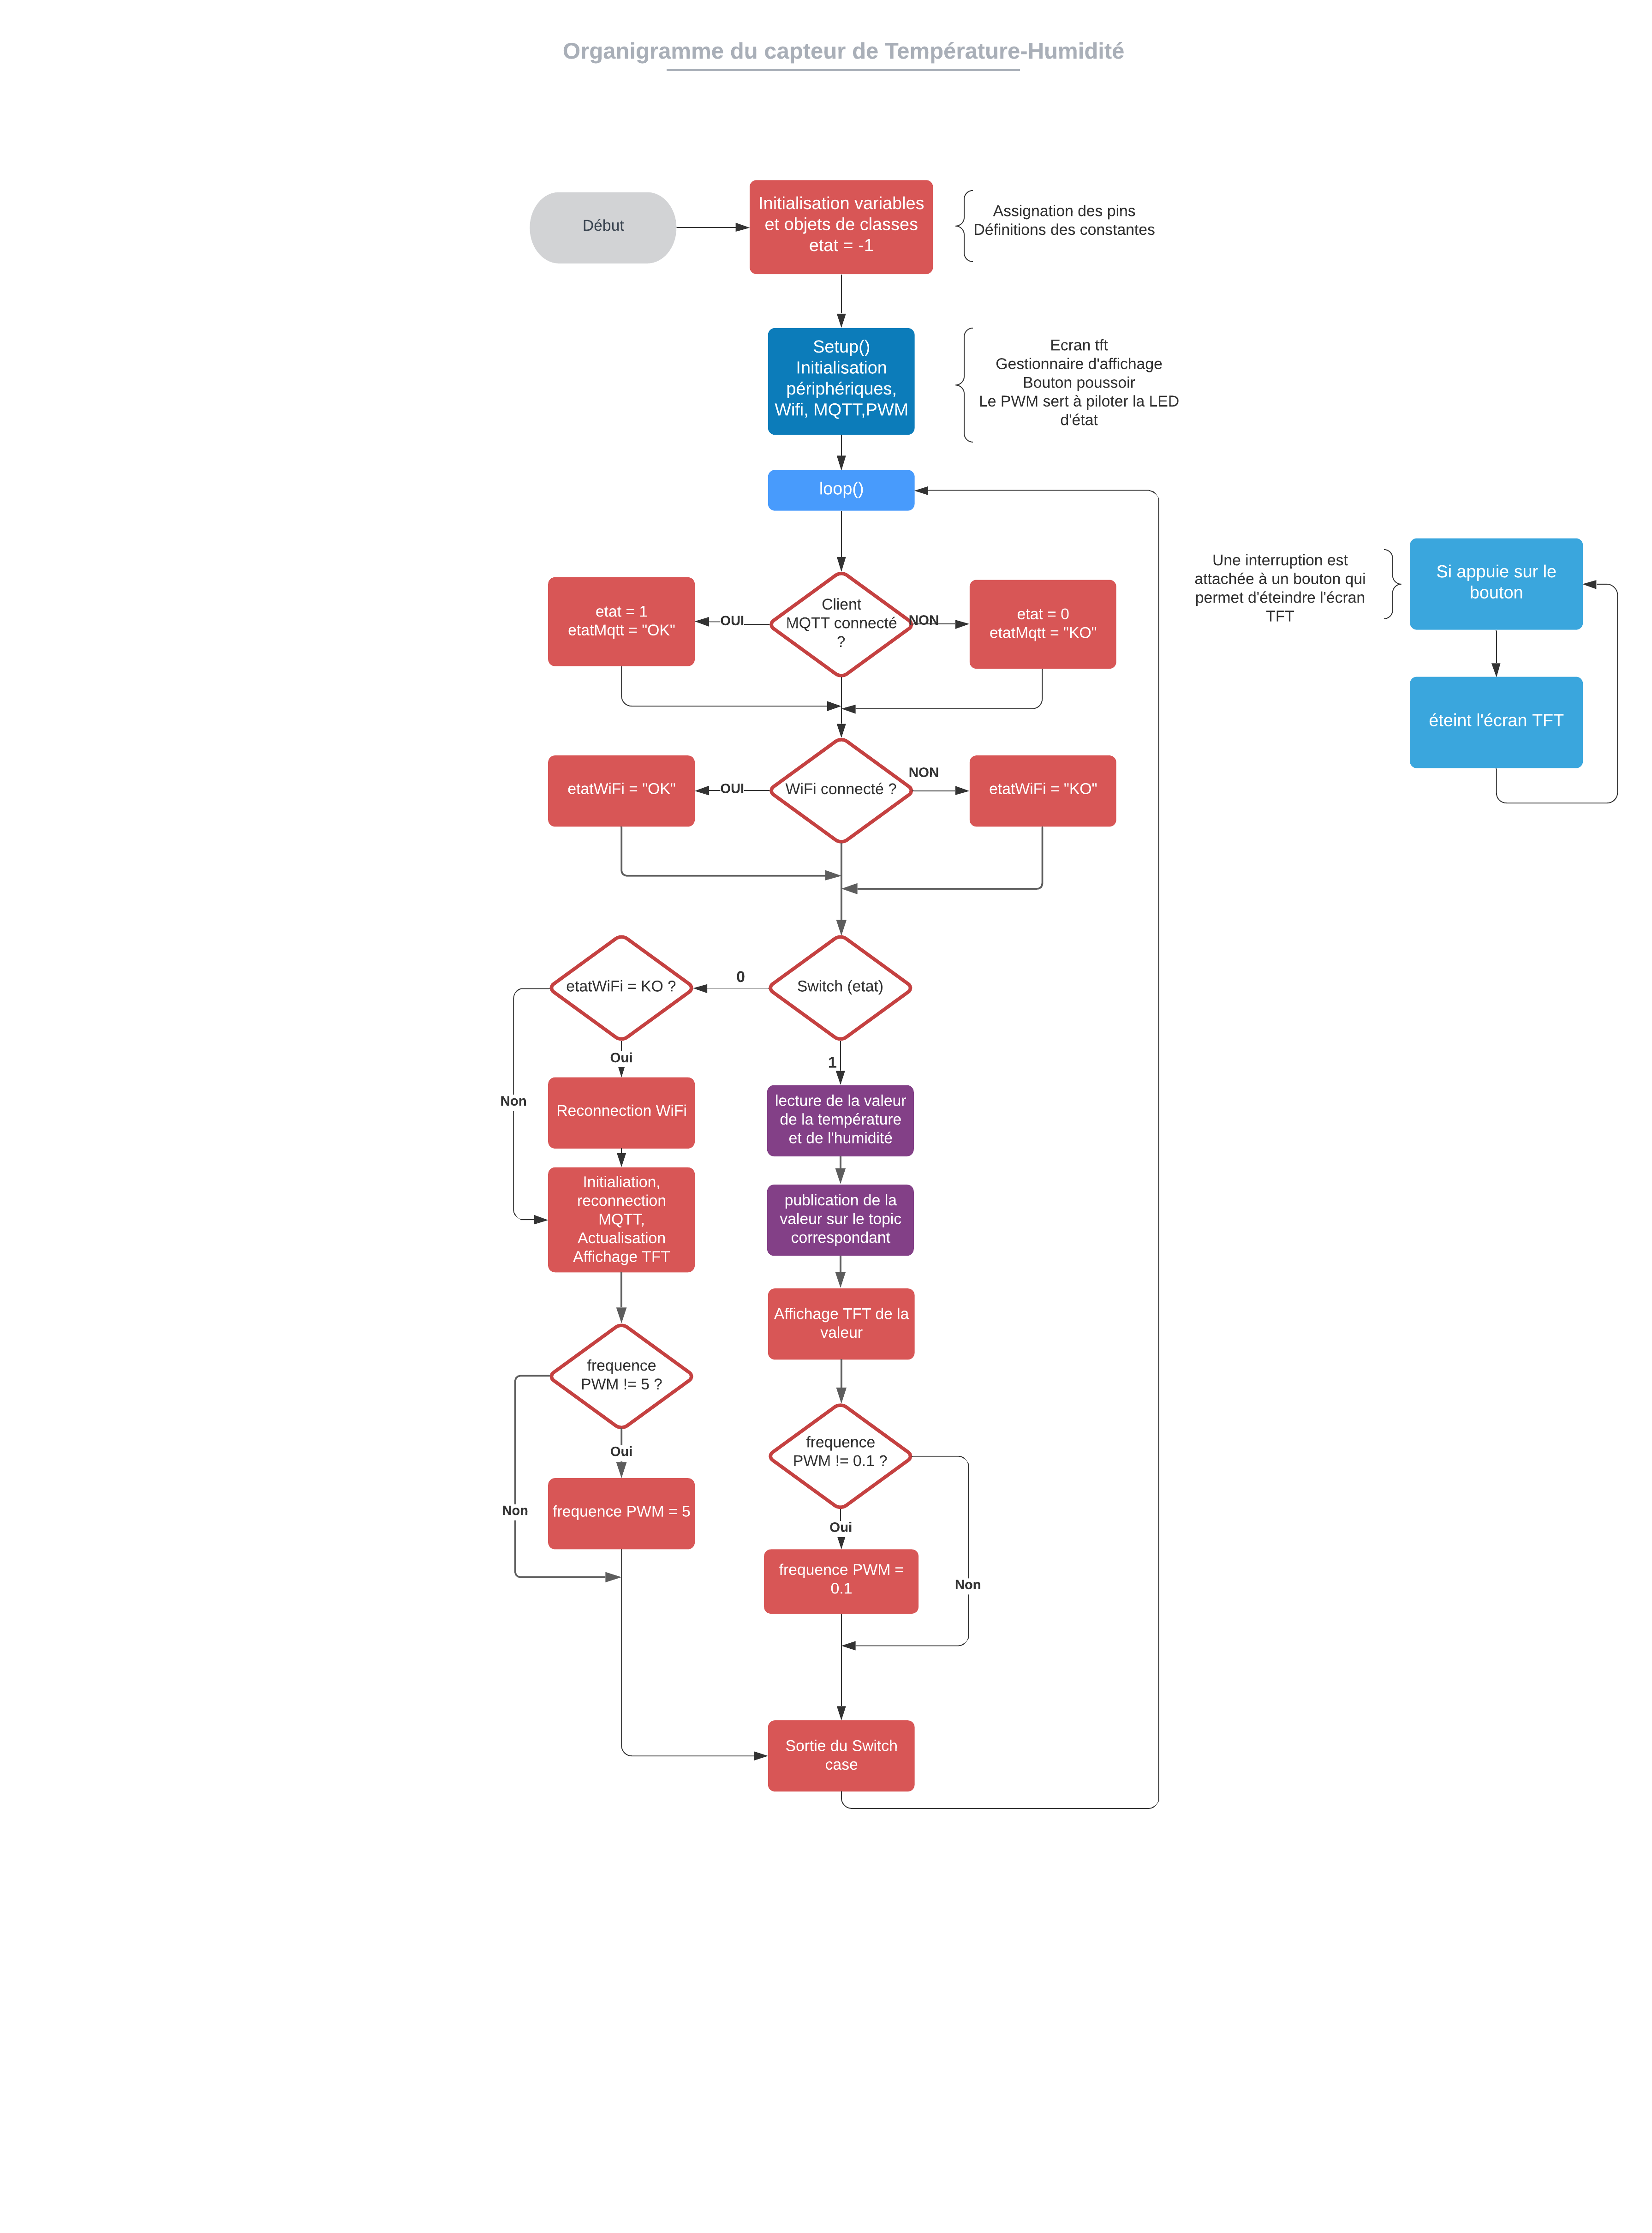 Organigramme du capteur de Température-Humidité
Début
Initialisation variables
et objets de classes
etat = -1
Assignation des pins
Définitions des constantes
Setup()
Initialisation
périphériques,
Wifi, MQTT,PWM
Ecran tft
Gestionnaire d'affichage
Bouton poussoir
Le PWM sert à piloter la LED
d'état
loop()
Une interruption est
attachée à un bouton qui
permet d'éteindre l'écran
TFT
Si appuie sur le
bouton
éteint l'écran TFT
etat = 1
etatMqtt = "OK"
OUI
Client
MQTT connecté
?
NON
etat = 0
etatMqtt = "KO"
etatWiFi = "OK"
OUI
WiFi connecté ?
NON
etatWiFi = "KO"
etatWiFi = KO ?
0
Switch (etat)
Oui
1
Non
Reconnection WiFi
lecture de la valeur
de la température
et de l'humidité
Initialiation,
reconnection
MQTT,
Actualisation
Affichage TFT
publication de la
valeur sur le topic
correspondant
Affichage TFT de la
valeur
frequence
PWM != 5 ?
Oui
Non
frequence PWM = 5
frequence
PWM != 0.1 ?
Oui
Non
frequence PWM =
0.1
Sortie du Switch
case